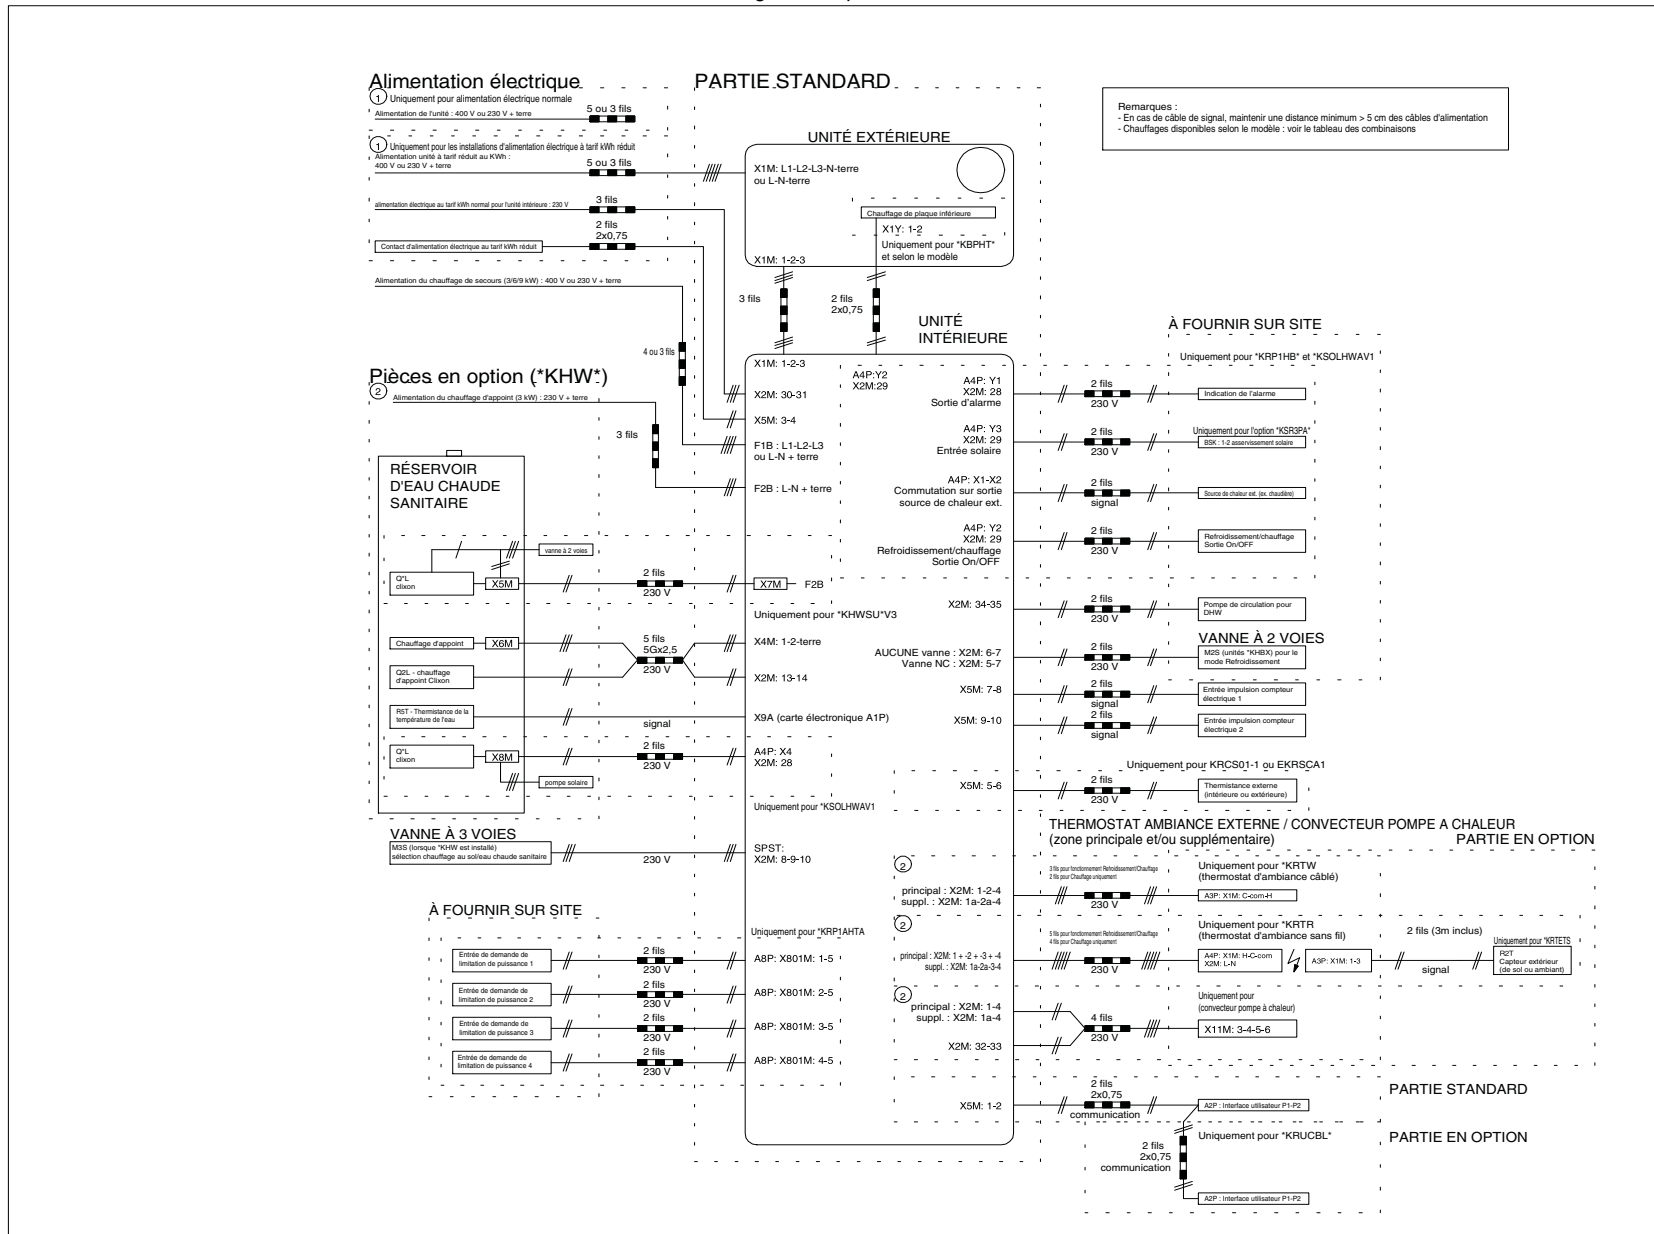 Alimentation électrique
1 Uniquement pour alimentation électrique normale
Alimentation de l'unité : 400 V ou 230 V + terre
5 ou 3 fils
1 Uniquement pour les installations d'alimentation électrique à tarif kWh réduit
Alimentation unité à tarif réduit au KWh :
400 V ou 230 V + terre
5 ou 3 fils
alimentation électrique au tarif kWh normal pour l'unité intérieure : 230 V
3 fils
2 fils
2x0,75
Contact d'alimentation électrique au tarif kWh réduit
Alimentation du chauffage de secours (3/6/9 kW) : 400 V ou 230 V + terre
4 ou 3 fils
PARTIE STANDARD
UNITÉ EXTÉRIEURE
X1M: L1-L2-L3-N-terre
ou L-N-terre
Chauffage de plaque inférieure
X1Y: 1-2
Uniquement pour *KBPHT*
et selon le modèle
X1M: 1-2-3
3 fils
2 fils
2x0,75
Remarques :
- En cas de câble de signal, maintenir une distance minimum > 5 cm des câbles d'alimentation
- Chauffages disponibles selon le modèle : voir le tableau des combinaisons
UNITÉ
INTÉRIEURE
X1M: 1-2-3
A4P:Y2
X2M:29
X2M: 30-31
X5M: 3-4
F1B : L1-L2-L3
ou L-N + terre
F2B : L-N + terre
Pièces en option (*KHW*)
2 Alimentation du chauffage d'appoint (3 kW) : 230 V + terre
3 fils
RÉSERVOIR
D'EAU CHAUDE
SANITAIRE
vanne à 2 voies
Q*L
clixon
X5M
2 fils
230 V
X7M
F2B
Uniquement pour *KHWSU*V3
Chauffage d'appoint
X6M
5 fils
5Gx2,5
230 V
X4M: 1-2-terre
Q2L - chauffage
d'appoint Clixon
X2M: 13-14
R5T - Thermistance de la
température de l'eau
signal
X9A (carte électronique A1P)
Q*L
clixon
X8M
2 fils
230 V
A4P: X4
X2M: 28
pompe solaire
Uniquement pour *KSOLHWAV1
VANNE À 3 VOIES
M3S (lorsque *KHW est installé)
sélection chauffage au sol/eau chaude sanitaire
230 V
SPST:
X2M: 8-9-10
À FOURNIR SUR SITE
Uniquement pour *KRP1AHTA
Entrée de demande de
limitation de puissance 1
2 fils
230 V
A8P: X801M: 1-5
Entrée de demande de
limitation de puissance 2
2 fils
230 V
A8P: X801M: 2-5
Entrée de demande de
limitation de puissance 3
2 fils
230 V
A8P: X801M: 3-5
Entrée de demande de
limitation de puissance 4
2 fils
230 V
A8P: X801M: 4-5
À FOURNIR SUR SITE
Uniquement pour *KRP1HB* et *KSOLHWAV1
A4P: Y1
X2M: 28
Sortie d'alarme
2 fils
230 V
Indication de l'alarme
A4P: Y3
X2M: 29
Entrée solaire
2 fils
230 V
Uniquement pour l'option *KSR3PA*
BSK : 1-2 asservissement solaire
A4P: X1-X2
Commutation sur sortie
source de chaleur ext.
2 fils
signal
Source de chaleur ext. (ex. chaudière)
A4P: Y2
X2M: 29
Refroidissement/chauffage
Sortie On/OFF
2 fils
230 V
Refroidissement/chauffage
Sortie On/OFF
X2M: 34-35
2 fils
230 V
Pompe de circulation pour
DHW
VANNE À 2 VOIES
AUCUNE vanne : X2M: 6-7
Vanne NC : X2M: 5-7
2 fils
230 V
M2S (unités *KHBX) pour le
mode Refroidissement
X5M: 7-8
2 fils
signal
Entrée impulsion compteur
électrique 1
X5M: 9-10
2 fils
signal
Entrée impulsion compteur
électrique 2
Uniquement pour KRCS01-1 ou EKRSCA1
X5M: 5-6
2 fils
230 V
Thermistance externe
(intérieure ou extérieure)
THERMOSTAT AMBIANCE EXTERNE / CONVECTEUR POMPE A CHALEUR
(zone principale et/ou supplémentaire)
PARTIE EN OPTION
2
principal : X2M: 1-2-4
suppl. : X2M: 1a-2a-4
3 fils pour fonctionnement Refroidissement/Chauffage
2 fils pour Chauffage uniquement
230 V
Uniquement pour *KRTW
(thermostat d'ambiance câblé)
A3P: X1M: C-com-H
2
principal : X2M: 1 + -2 + -3 + -4
suppl. : X2M: 1a-2a-3-4
5 fils pour fonctionnement Refroidissement/Chauffage
4 fils pour Chauffage uniquement
230 V
Uniquement pour *KRTR
(thermostat d'ambiance sans fil)
A4P: X1M: H-C-com
X2M: L-N
A3P: X1M: 1-3
2 fils (3m inclus)
signal
Uniquement pour *KRTETS
R2T
Capteur extérieur
(de sol ou ambiant)
2
principal : X2M: 1-4
suppl. : X2M: 1a-4
X2M: 32-33
4 fils
230 V
Uniquement pour
(convecteur pompe à chaleur)
X11M: 3-4-5-6
X5M: 1-2
2 fils
2x0,75
communication
A2P : Interface utilisateur P1-P2
PARTIE STANDARD
Uniquement pour *KRUCBL*
PARTIE EN OPTION
2 fils
2x0,75
communication
A2P : Interface utilisateur P1-P2